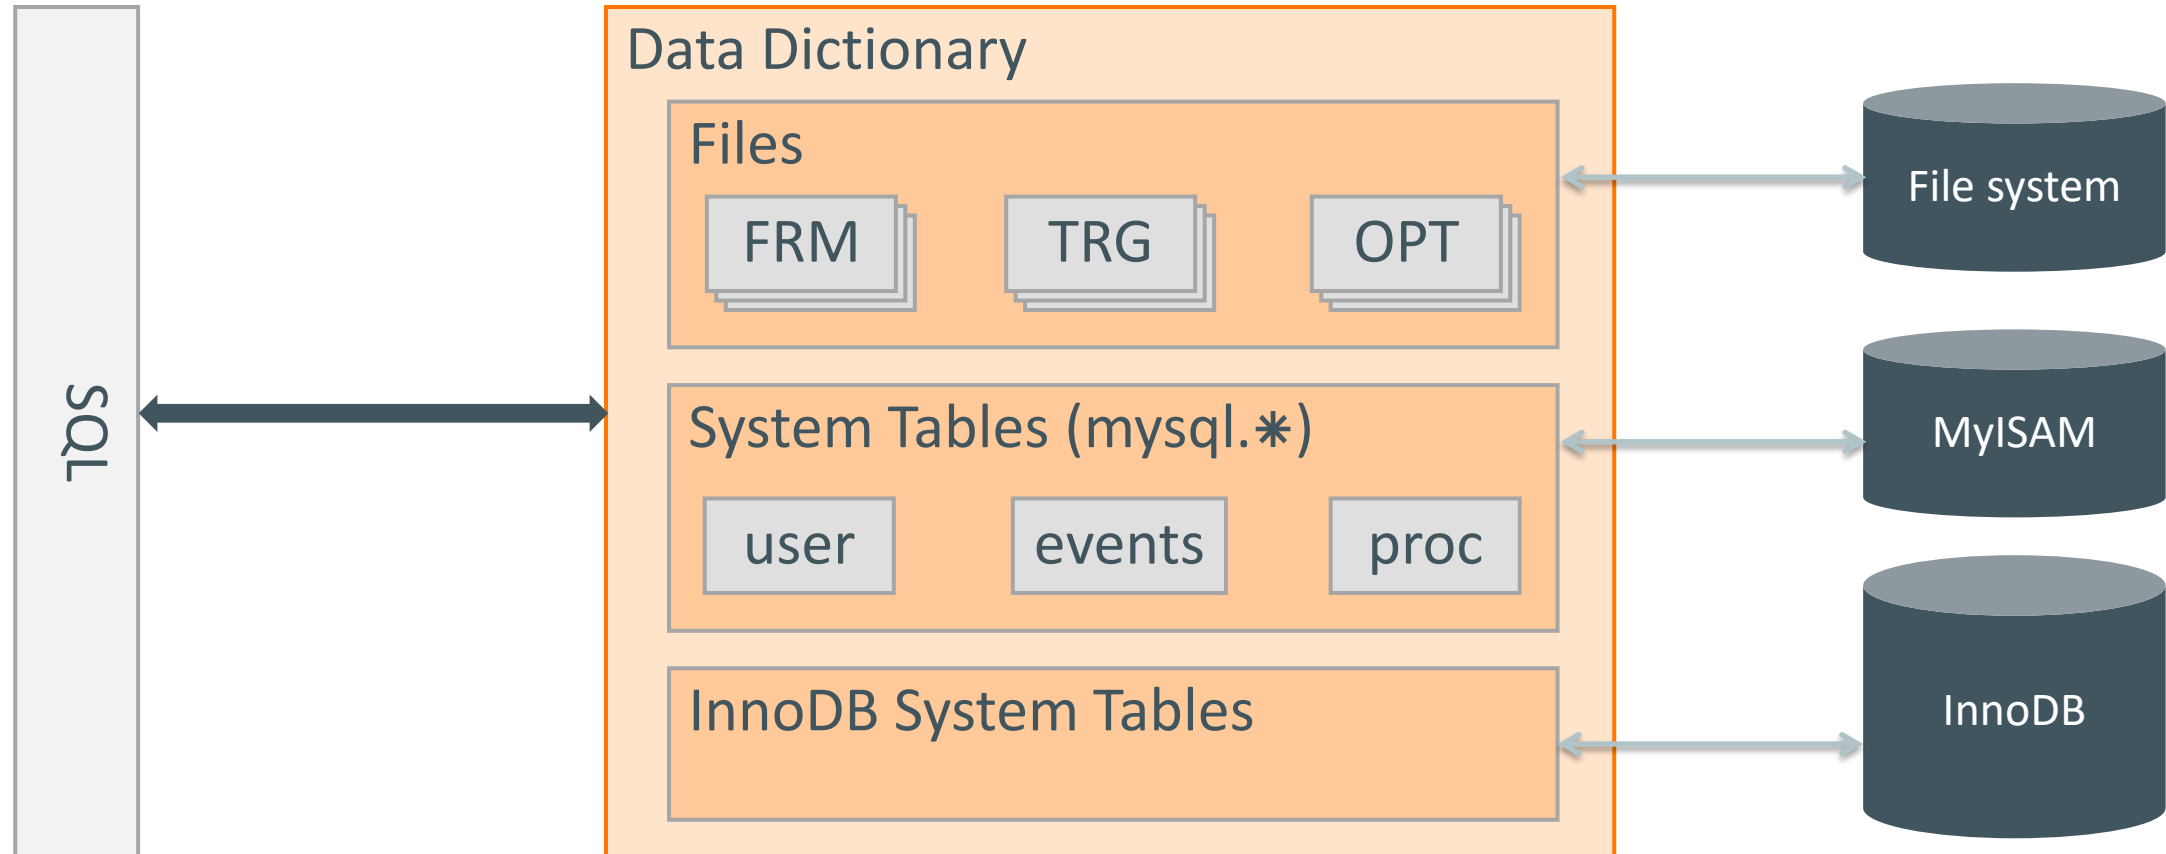 SQL
Data Dictionary
Files
FRM
TRG
OPT
File system
System Tables (mysql.*)
user
events
proc
MyISAM
InnoDB System Tables
InnoDB